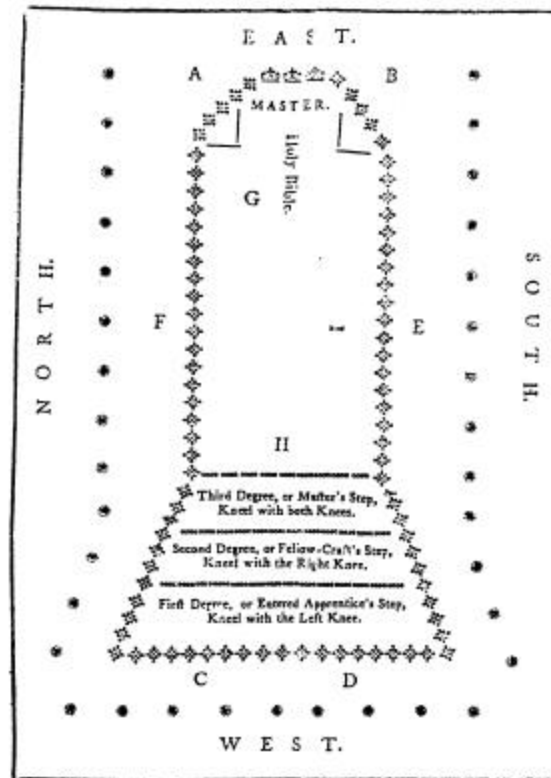 EAST.
A
B
MASTER.
Holy Bible.
G
NORTH.
SOUTH.
F
E
I
H
Third Degree, or Master's Step,
Kneel with both Knees.
Second Degree, or Fellow-Craft's Step,
Kneel with the Right Knee.
First Degree, or Entered Apprentice's Step,
Kneel with the Left Knee.
C
D
WEST.